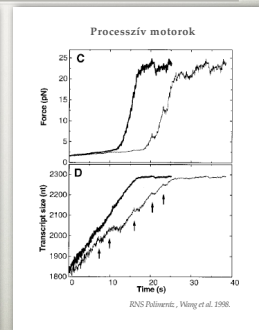 Processzív motorok
C
Force (pN)
25
20
15
10
5
0
D
Transcript size (nt)
2300
2200
2100
2000
1900
1800
0 10 20 30 40
Time (s)
RNS Polimeráz , Wang et al. 1998.